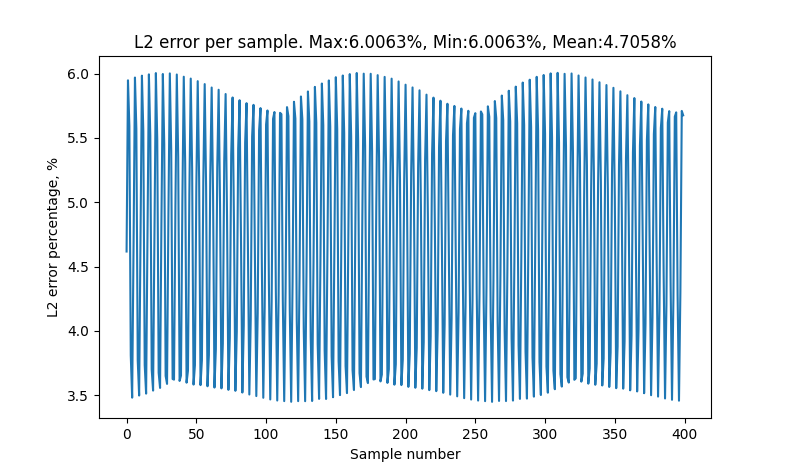 L2 error per sample. Max:6.0063%, Min:6.0063%, Mean:4.7058%
6.0
5.5
5.0
4.5
4.0
3.5
L2 error percentage, %
0 50 100 150 200 250 300 350 400
Sample number